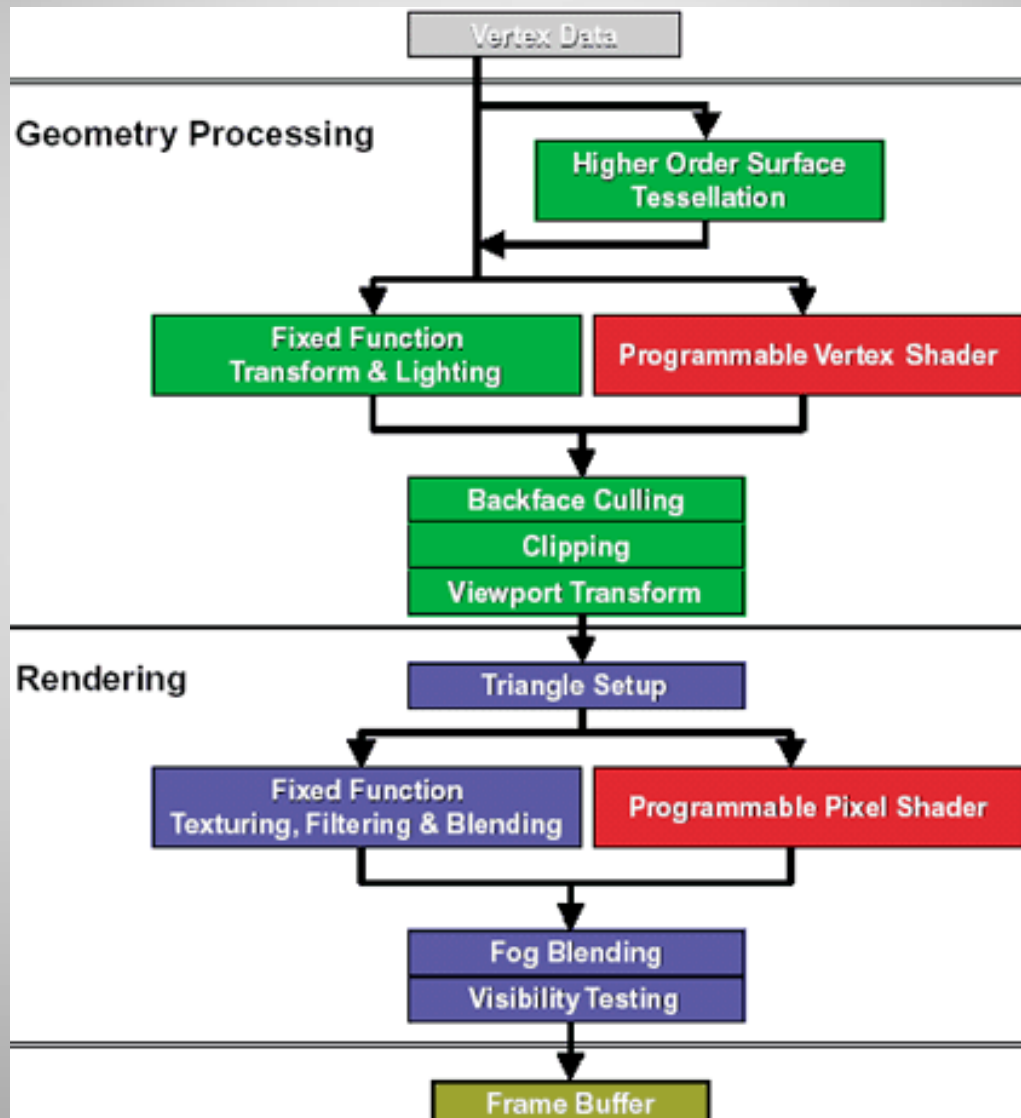 Vertex Data
Geometry Processing
Higher Order Surface
Tessellation
Fixed Function
Transform & Lighting
Programmable Vertex Shader
Backface Culling
Clipping
Viewport Transform
Rendering
Triangle Setup
Fixed Function
Texturing, Filtering & Blending
Programmable Pixel Shader
Fog Blending
Visibility Testing
Frame Buffer